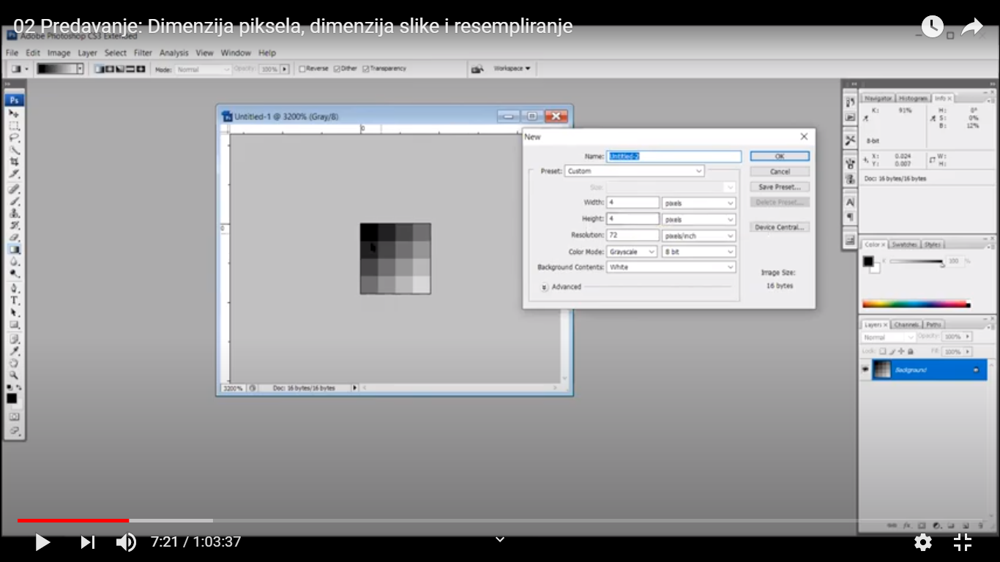 02 Predavanje: Dimenzija piksela, dimenzija slike i resempliranje
Adobe Photoshop CS3 Extended
File Edit Image Layer Select Filter Analysis View Window Help
Mode: Normal Opacity: 100% Reverse Dither Transparency Workspace
Ps
Untitled-1 @ 3200% (Gray/8)
0
0
3200% Doc: 16 bytes/16 bytes
New
Name: Untitled-2 OK
Preset: Custom Cancel
Size: Save Preset...
Width: 4 pixels Delete Preset...
Height: 4 pixels
Resolution: 72 pixels/inch Device Central...
Color Mode: Grayscale 8 bit
Background Contents: White
Advanced
Image Size:
16 bytes
Navigator Histogram Info x
K: 91% H: 0°
S: 0%
B: 12%
8-bit
X: 0.024 W:
Y: 0.007 H:
Doc: 16 bytes/16 bytes
Color x Swatches Styles
K 100 %
Layers x Channels Paths
Normal Opacity: 100%
Lock: Fill: 100%
Background
7:21 / 1:03:37